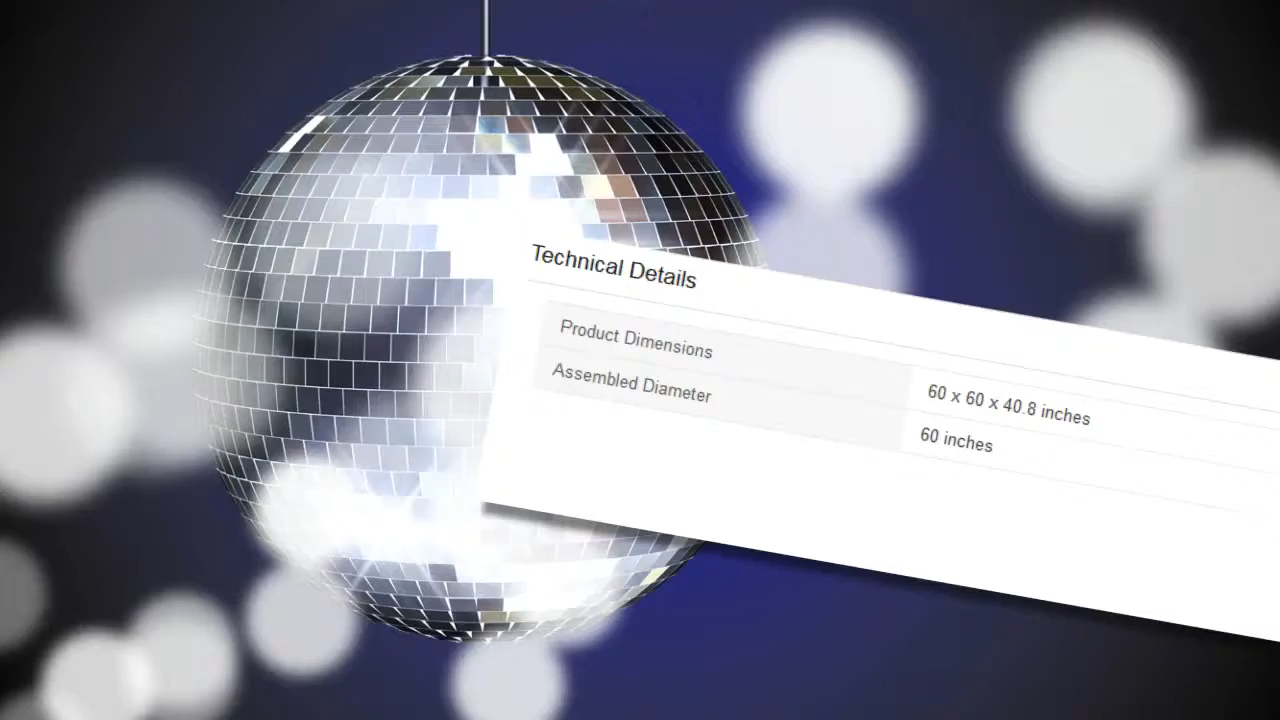 Technical Details
Product Dimensions 60 x 60 x 40.8 inches
Assembled Diameter 60 inches